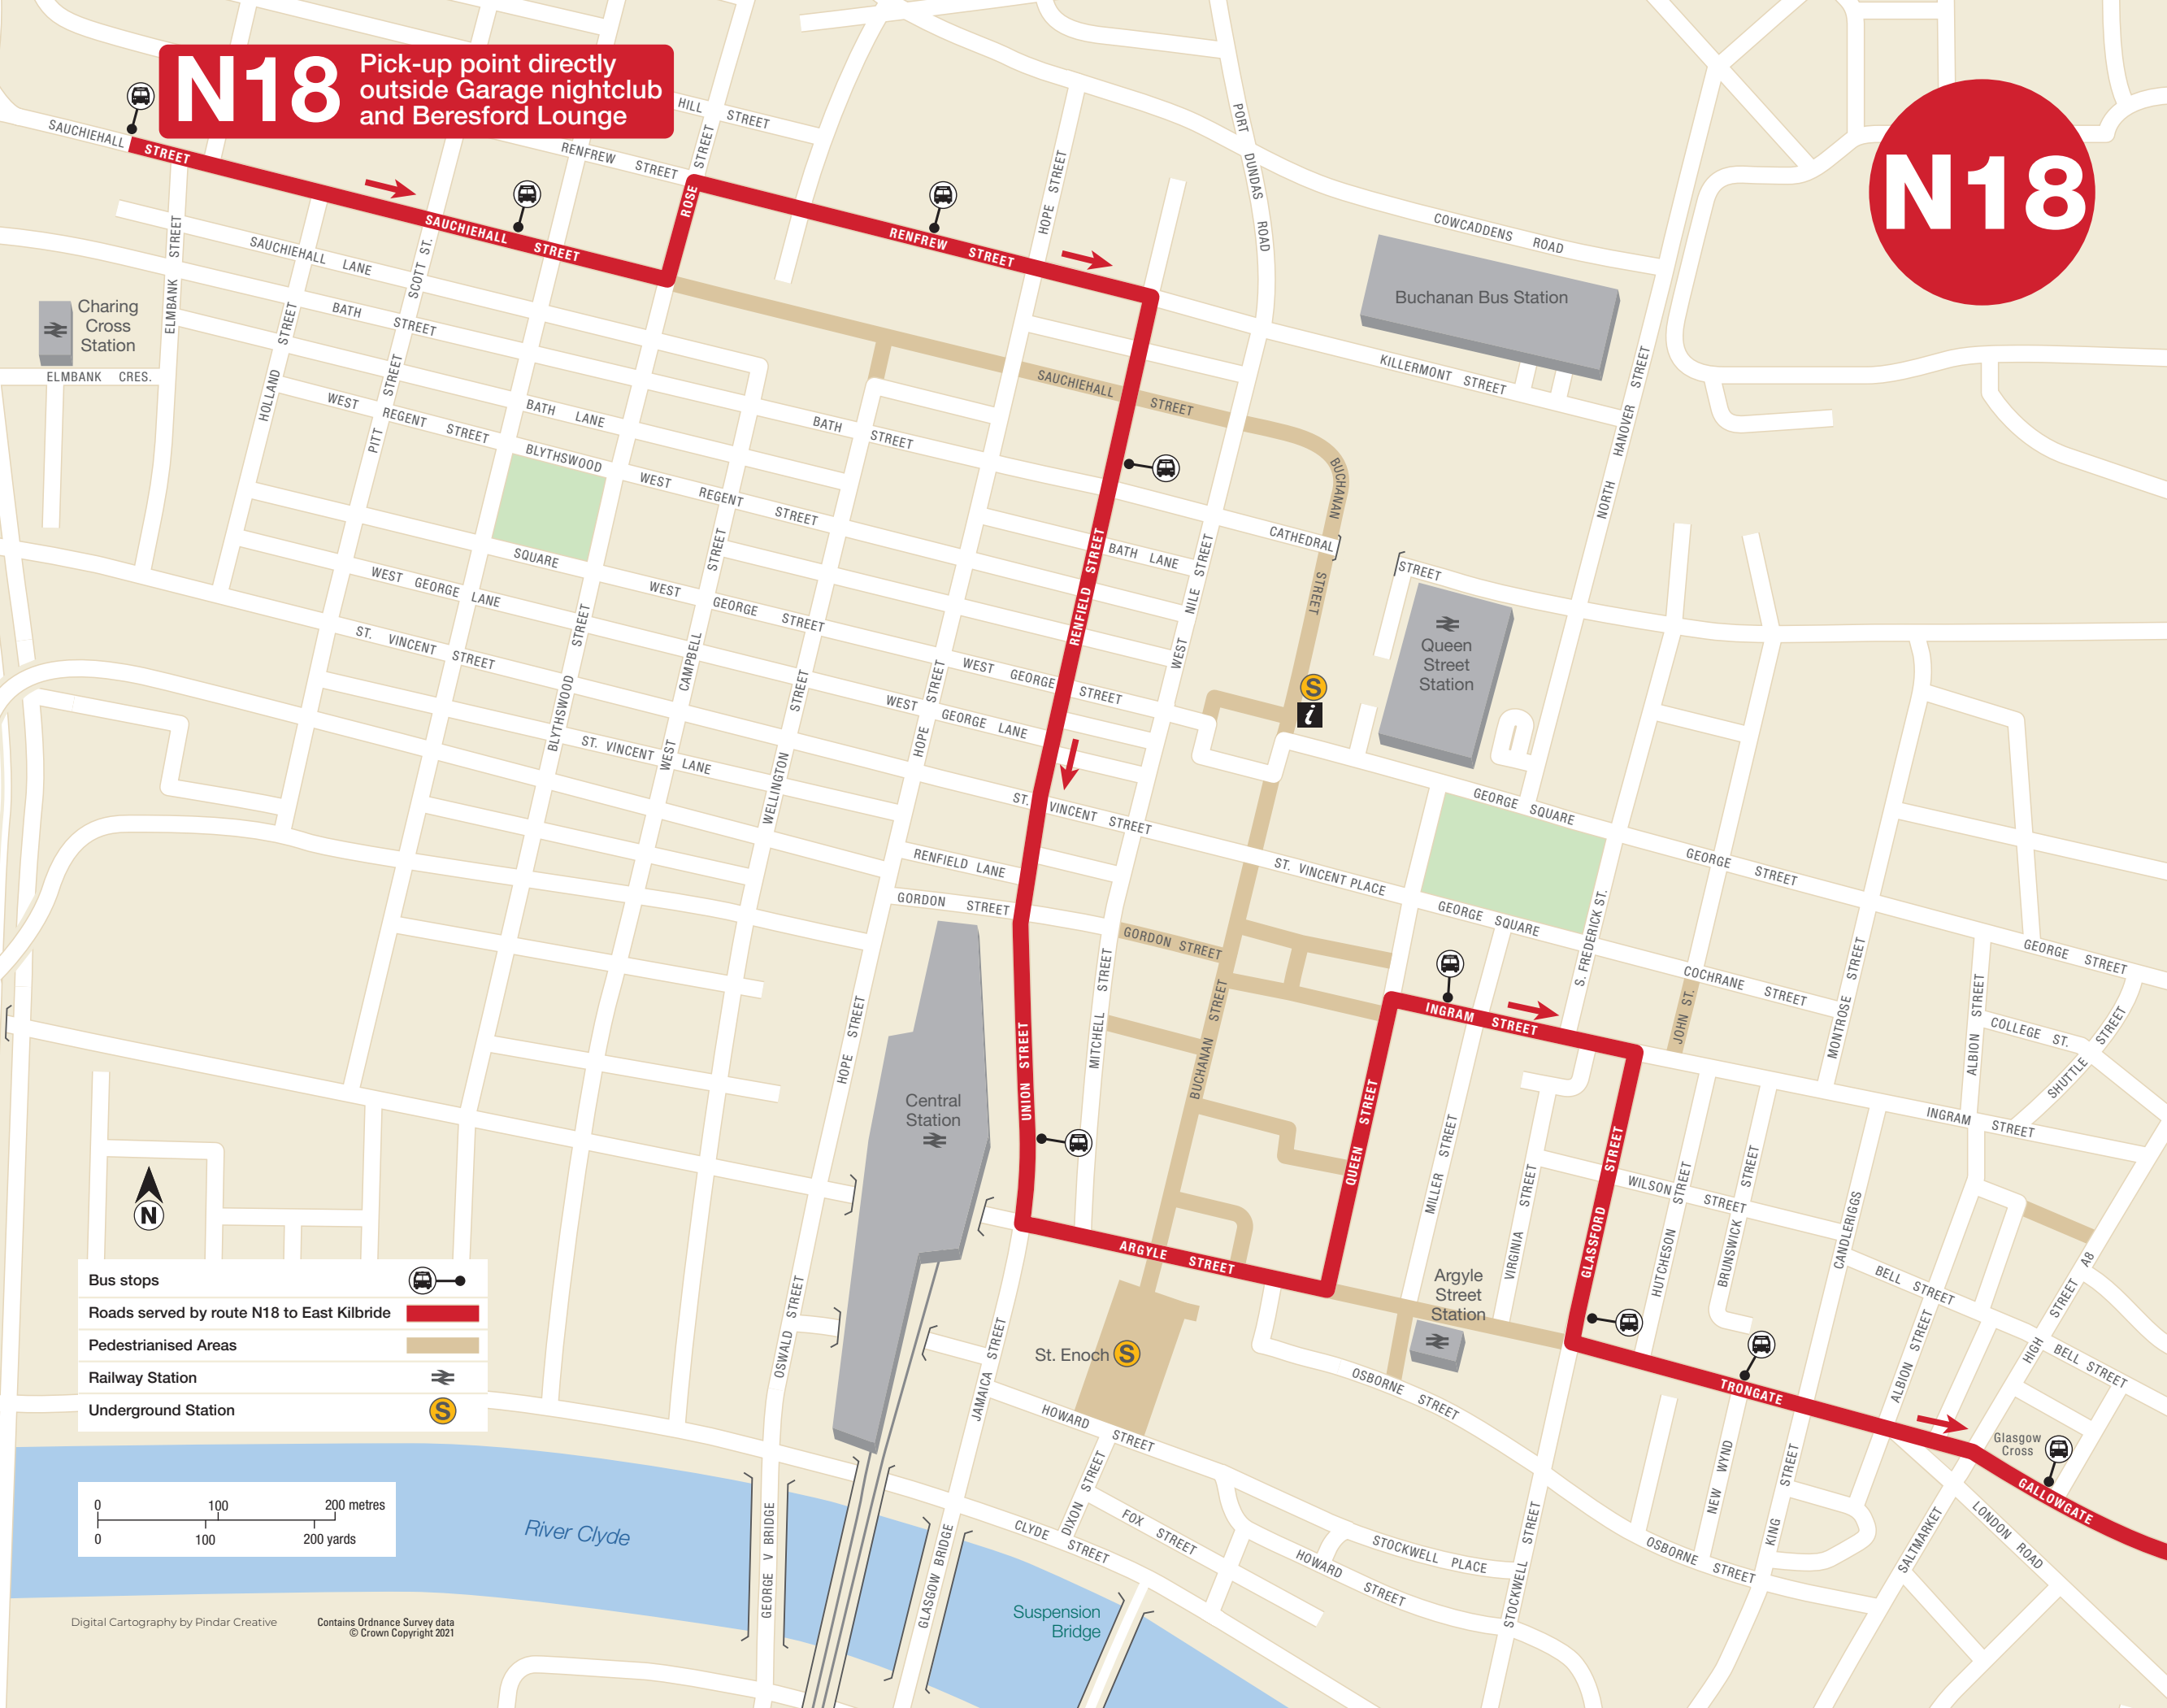 N18
Pick-up point directly
outside Garage nightclub
and Beresford Lounge
N18
HILL STREET
SAUCHIEHALL
STREET
RENFREW STREET
ROSE
STREET
SAUCHIEHALL STREET
RENFREW STREET
HOPE STREET
PORT DUNDAS ROAD
COWCADDENS ROAD
Buchanan Bus Station
KILLERMONT STREET
NORTH HANOVER STREET
Charing
Cross
Station
ELMBANK CRES.
ELMBANK STREET
SAUCHIEHALL LANE
SCOTT ST.
BATH STREET
HOLLAND STREET
PITT STREET
WEST REGENT STREET
BATH LANE
BLYTHSWOOD
SQUARE
WEST REGENT STREET
BATH STREET
SAUCHIEHALL STREET
BUCHANAN STREET
CATHEDRAL
STREET
BATH LANE
RENFIELD STREET
WEST NILE STREET
WEST GEORGE LANE
WEST GEORGE STREET
ST. VINCENT STREET
BLYTHSWOOD STREET
WEST CAMPBELL STREET
WELLINGTON STREET
HOPE STREET
WEST GEORGE STREET
WEST GEORGE LANE
ST. VINCENT LANE
ST. VINCENT STREET
S
i
Queen
Street
Station
GEORGE SQUARE
GEORGE STREET
ST. VINCENT PLACE
GEORGE SQUARE
S. FREDERICK ST.
RENFIELD LANE
GORDON STREET
GORDON STREET
COCHRANE STREET
GEORGE STREET
JOHN ST.
MONTROSE STREET
ALBION STREET
COLLEGE ST.
SHUTTLE STREET
INGRAM STREET
INGRAM STREET
UNION STREET
MITCHELL STREET
BUCHANAN STREET
HOPE STREET
Central
Station
QUEEN STREET
MILLER STREET
VIRGINIA STREET
GLASSFORD STREET
WILSON STREET
HUTCHESON STREET
BRUNSWICK STREET
CANDLERIGGS
BELL STREET
BELL STREET
HIGH STREET A8
ALBION STREET
ARGYLE STREET
Argyle
Street
Station
St. Enoch
S
OSWALD STREET
JAMAICA STREET
HOWARD STREET
OSBORNE STREET
TRONGATE
Glasgow
Cross
GALLOWGATE
LONDON ROAD
SALTMARKET
KING STREET
NEW WYND
OSBORNE STREET
STOCKWELL STREET
STOCKWELL PLACE
HOWARD STREET
FOX STREET
DIXON STREET
CLYDE STREET
GLASGOW BRIDGE
GEORGE V BRIDGE
Suspension
Bridge
River Clyde
N
Bus stops
Roads served by route N18 to East Kilbride
Pedestrianised Areas
Railway Station
Underground Station
S
0 100 200 metres
0 100 200 yards
Digital Cartography by Pindar Creative
Contains Ordnance Survey data
© Crown Copyright 2021